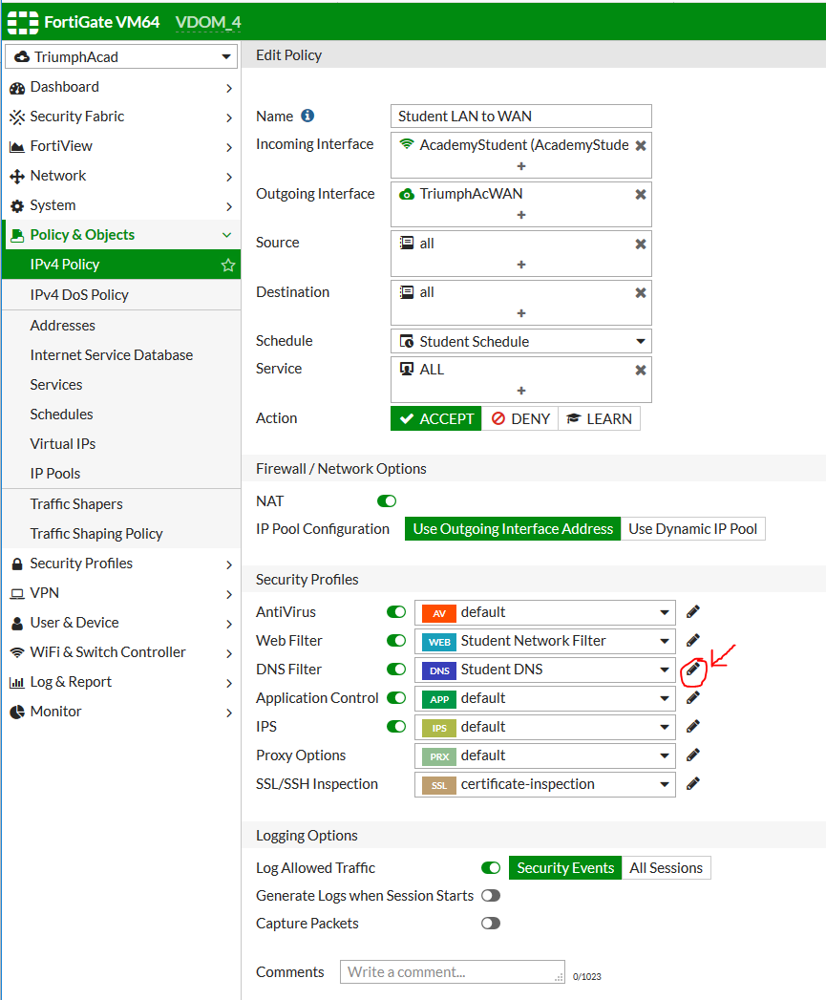 FortiGate VM64 VDOM_4
TriumphAcad
Dashboard
Security Fabric
FortiView
Network
System
Policy & Objects
IPv4 Policy
IPv4 DoS Policy
Addresses
Internet Service Database
Services
Schedules
Virtual IPs
IP Pools
Traffic Shapers
Traffic Shaping Policy
Security Profiles
VPN
User & Device
WiFi & Switch Controller
Log & Report
Monitor
Edit Policy
Name Student LAN to WAN
Incoming Interface AcademyStudent (AcademyStude
Outgoing Interface TriumphAcWAN
Source all
Destination all
Schedule Student Schedule
Service ALL
Action ACCEPT DENY LEARN
Firewall / Network Options
NAT
IP Pool Configuration Use Outgoing Interface Address Use Dynamic IP Pool
Security Profiles
AntiVirus AV default
Web Filter WEB Student Network Filter
DNS Filter DNS Student DNS
Application Control APP default
IPS IPS default
Proxy Options PRX default
SSL/SSH Inspection SSL certificate-inspection
Logging Options
Log Allowed Traffic Security Events All Sessions
Generate Logs when Session Starts
Capture Packets
Comments Write a comment... 0/1023